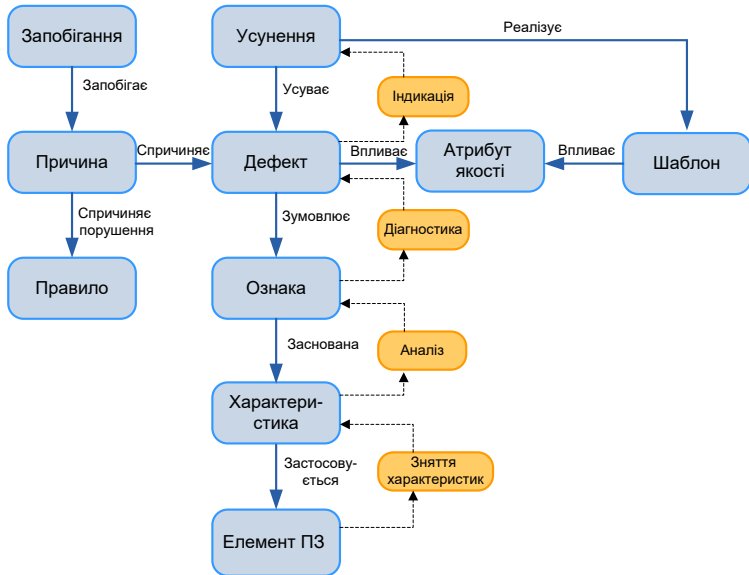 Запобігання
Усунення
Реалізує
Запобігає
Усуває
Індикація
Причина
Спричиняє
Дефект
Впливає
Атрибут
якості
Впливає
Шаблон
Спричиняє
порушення
Зумовлює
Діагностика
Правило
Ознака
Заснована
Аналіз
Характери-
стика
Застосову-
ується
Зняття
характеристик
Елемент ПЗ